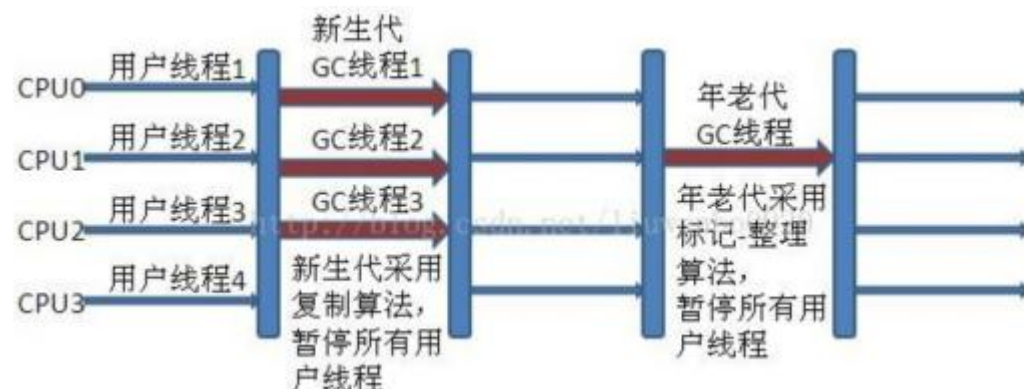 新生代
GC线程1
用户线程1
CPU0
GC线程2
用户线程2
CPU1
GC线程3
用户线程3
CPU2
用户线程4
CPU3
新生代采用
复制算法,
暂停所有用
户线程
年老代
GC线程
年老代采用
标记-整理
算法,
暂停所有用
户线程